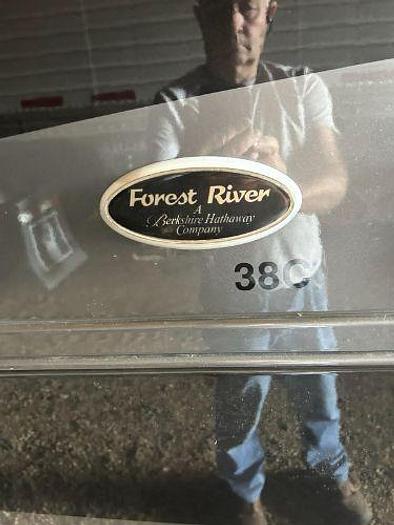 Forest River
A
Berkshire Hathaway
Company
38C